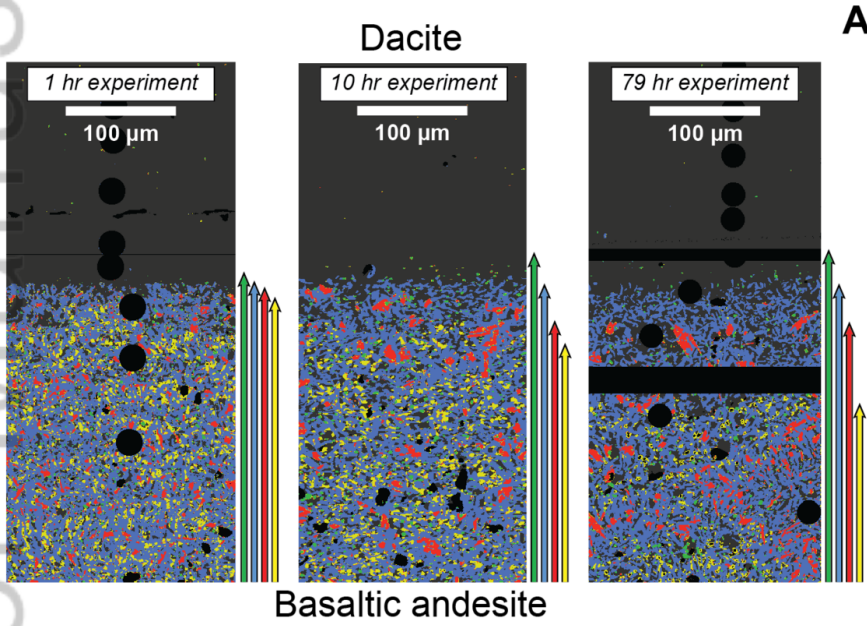 A
Dacite
1 hr experiment
100 µm
10 hr experiment
100 µm
79 hr experiment
100 µm
Basaltic andesite